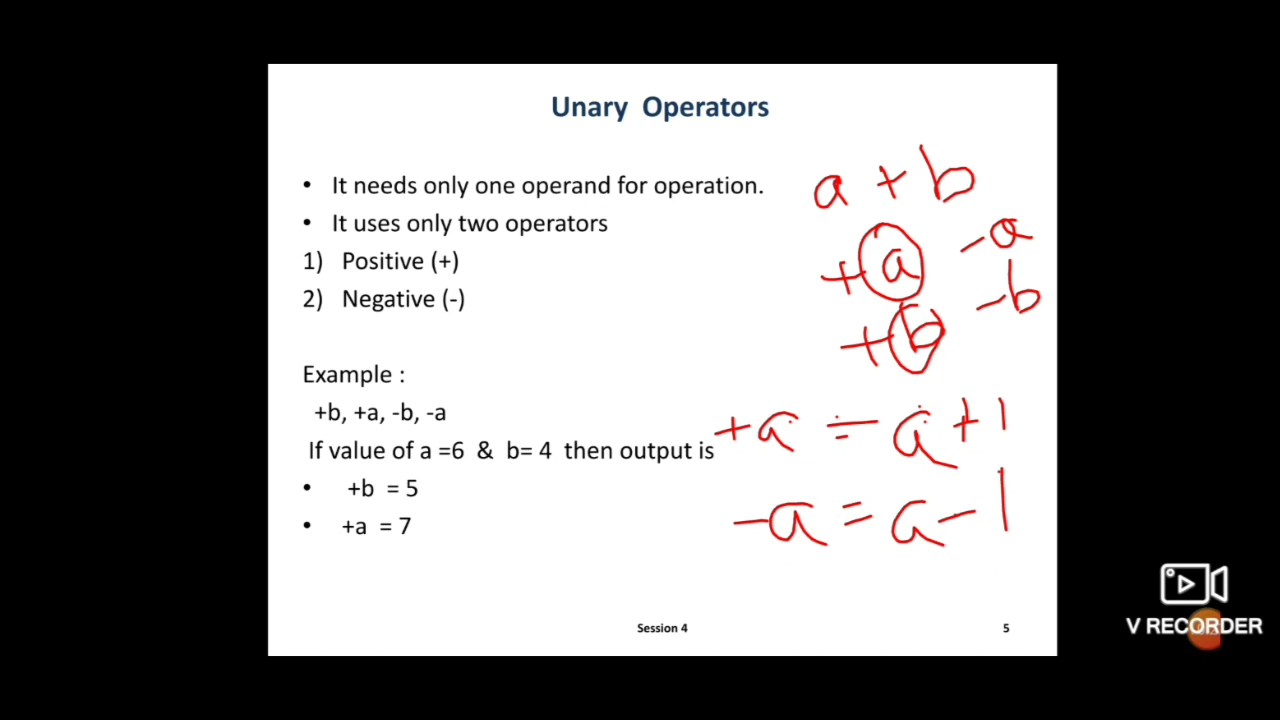 Unary Operators
• It needs only one operand for operation.
• It uses only two operators
1) Positive (+)
2) Negative (-)
Example :
+b, +a, -b, -a
If value of a =6 & b= 4 then output is
• +b = 5
• +a = 7
a + b
+a -a
+b -b
+a = a+1
-a = a-1
Session 4
5
V RECORDER